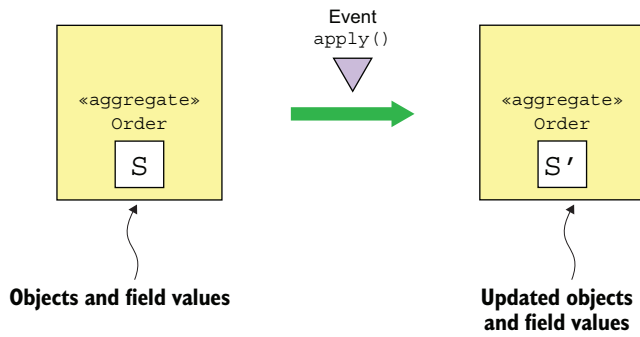 Event
apply()
«aggregate»
Order
S
«aggregate»
Order
S′
Objects and field values
Updated objects
and field values